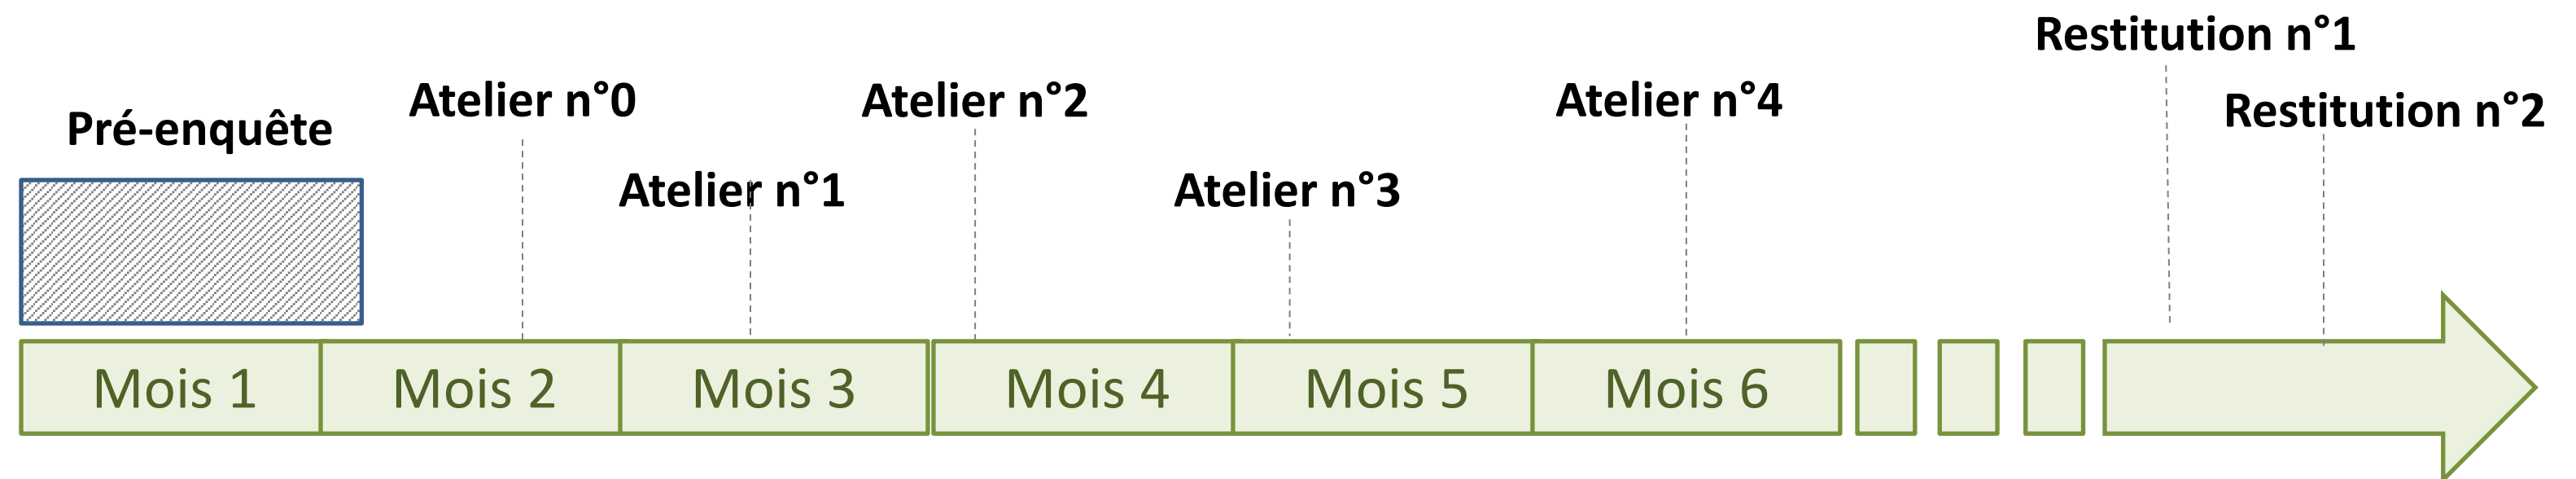 Restitution n°1
Atelier n°0
Atelier n°2
Atelier n°4
Restitution n°2
Pré-enquête
Atelier n°1
Atelier n°3
Mois 1
Mois 2
Mois 3
Mois 4
Mois 5
Mois 6